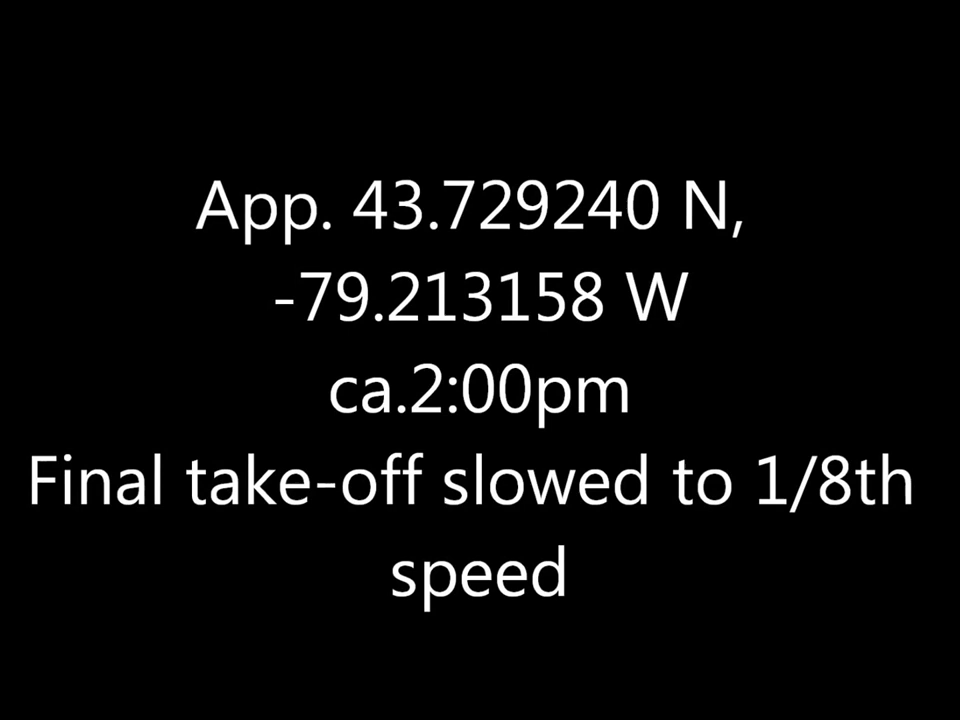 App. 43.729240 N,
-79.213158 W
ca.2:00pm
Final take-off slowed to 1/8th
speed